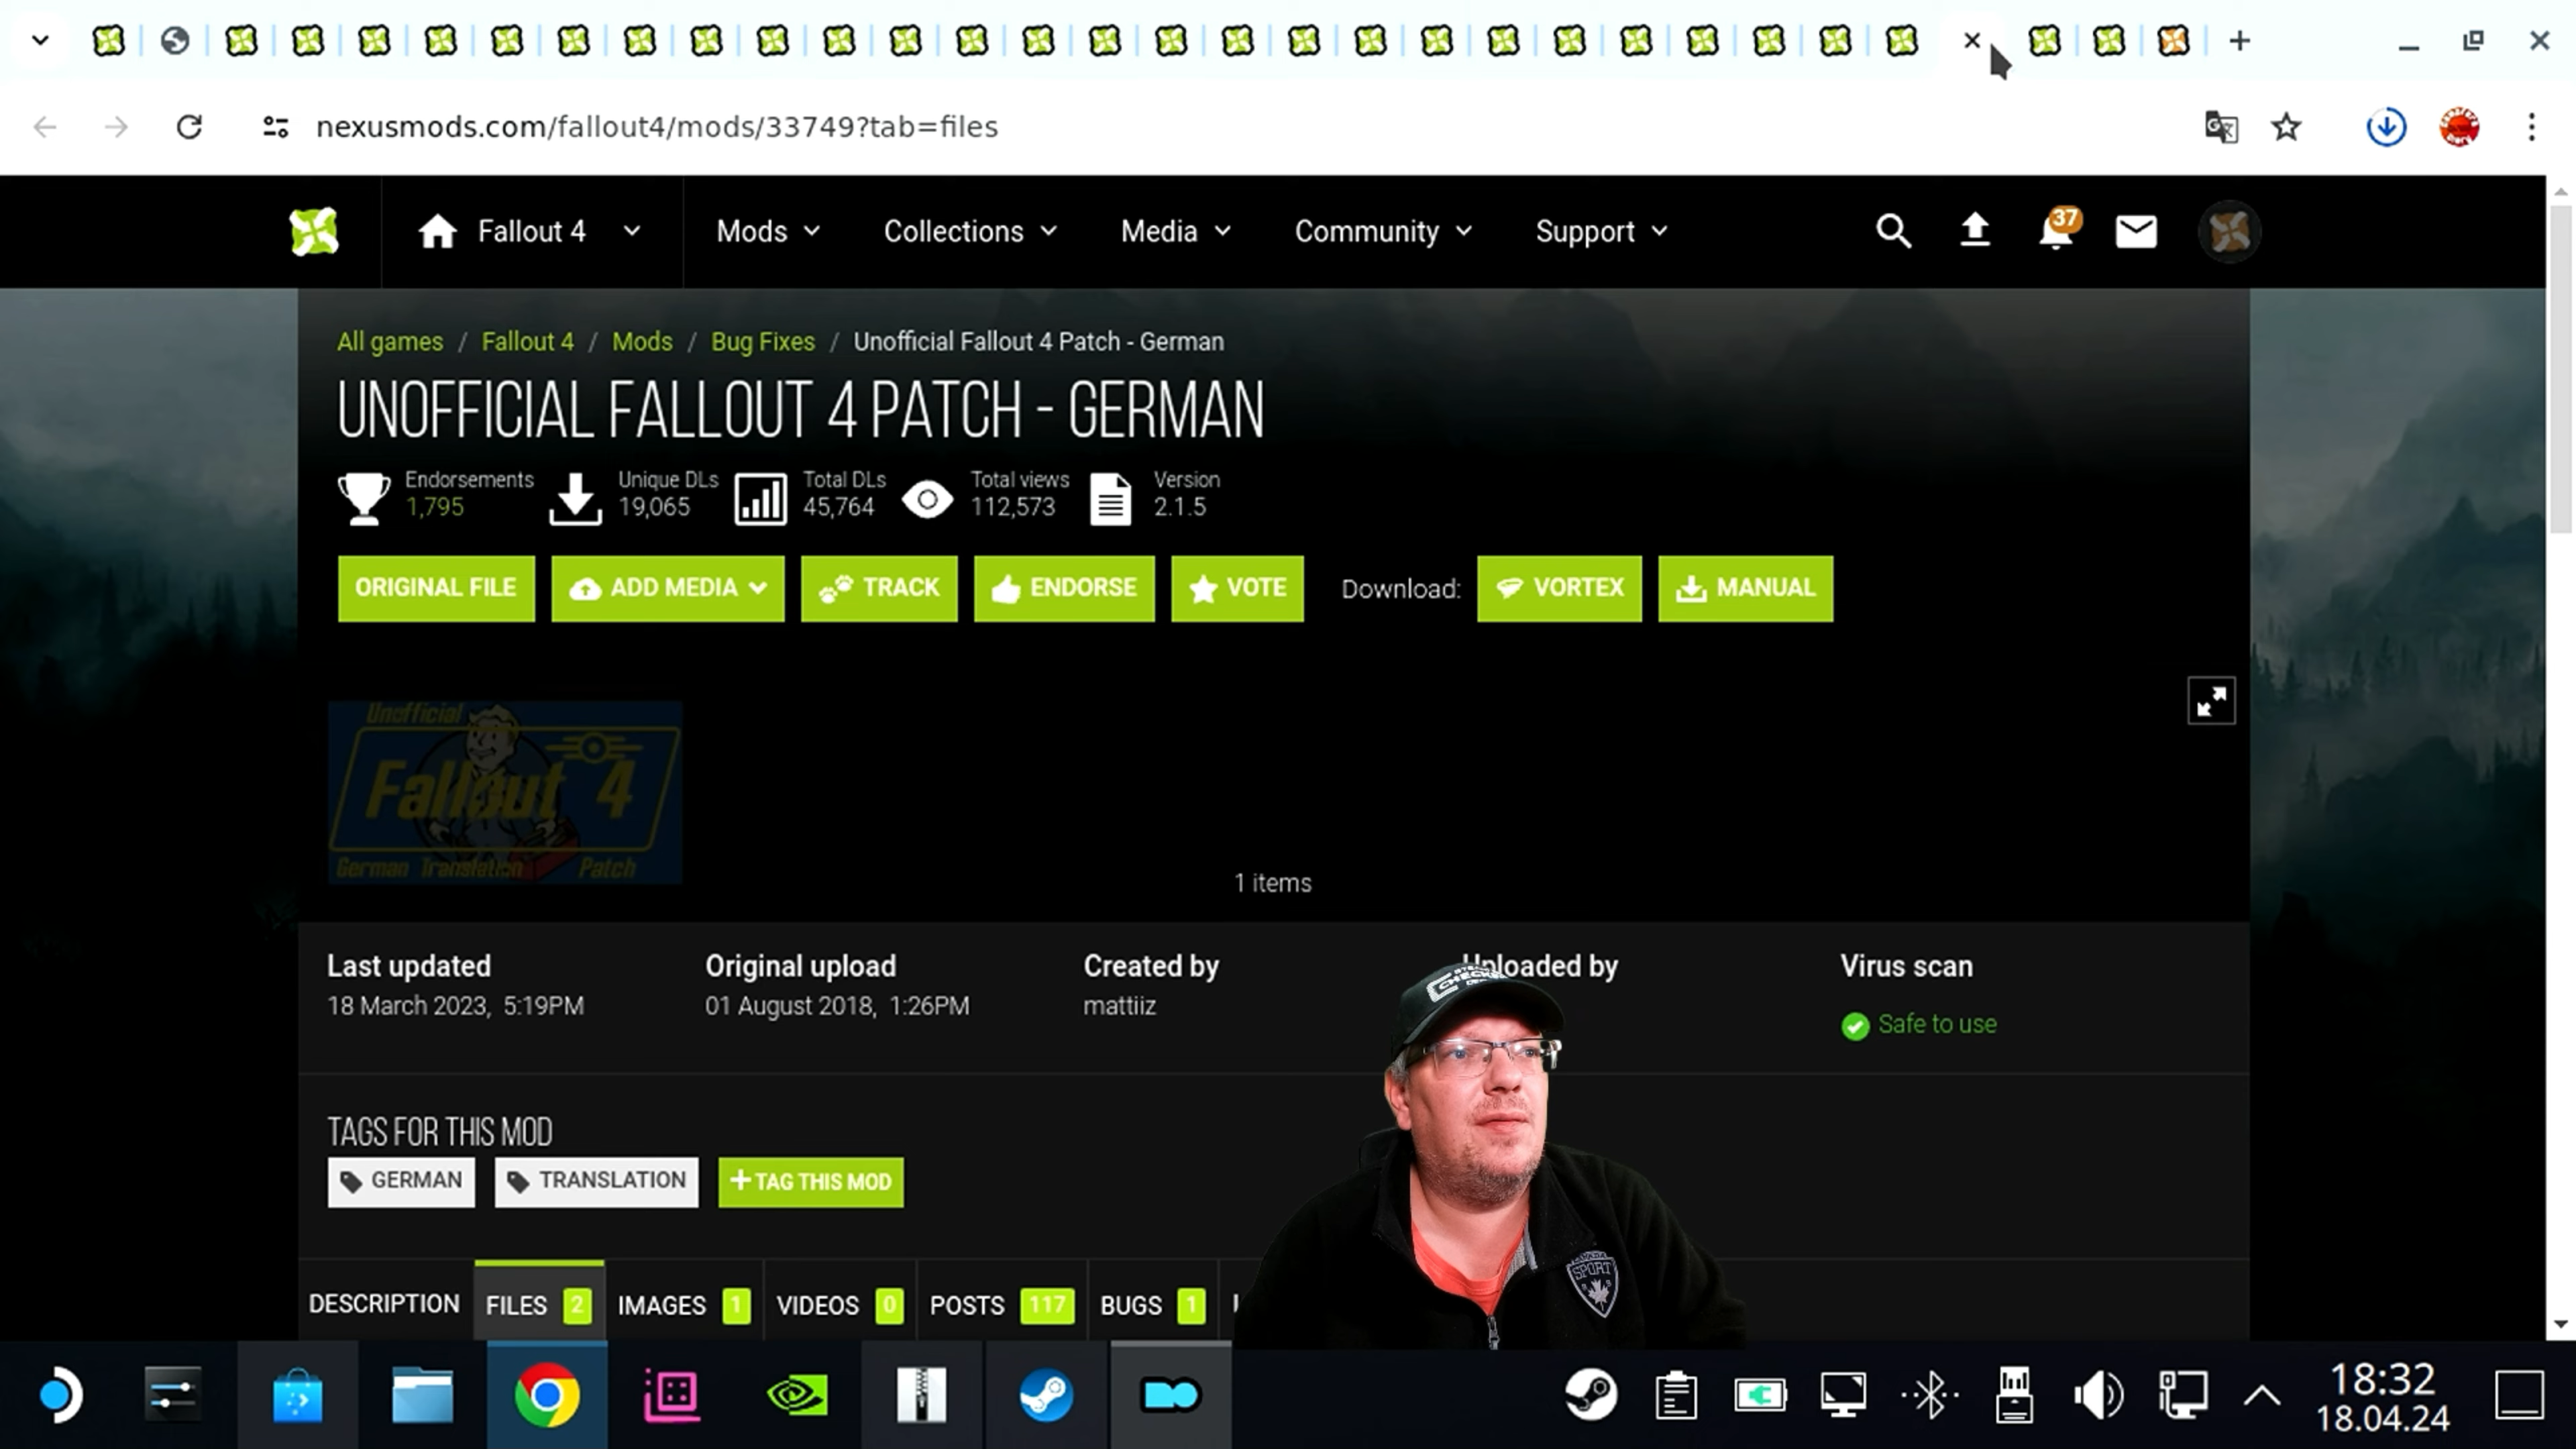 nexusmods.com/fallout4/mods/33749?tab=files
Fallout 4
Mods
Collections
Media
Community
Support
37
All games / Fallout 4 / Mods / Bug Fixes / Unofficial Fallout 4 Patch - German
UNOFFICIAL FALLOUT 4 PATCH - GERMAN
Endorsements
1,795
Unique DLs
19,065
Total DLs
45,764
Total views
112,573
Version
2.1.5
ORIGINAL FILE
ADD MEDIA
TRACK
ENDORSE
VOTE
Download:
VORTEX
MANUAL
Unofficial
Fallout 4
German Translation Patch
1 items
Last updated
18 March 2023, 5:19PM
Original upload
01 August 2018, 1:26PM
Created by
mattiiz
Uploaded by
Virus scan
Safe to use
TAGS FOR THIS MOD
GERMAN
TRANSLATION
+TAG THIS MOD
SPORT
DESCRIPTION
FILES 2
IMAGES 1
VIDEOS 0
POSTS 117
BUGS 1
18:32
18.04.24